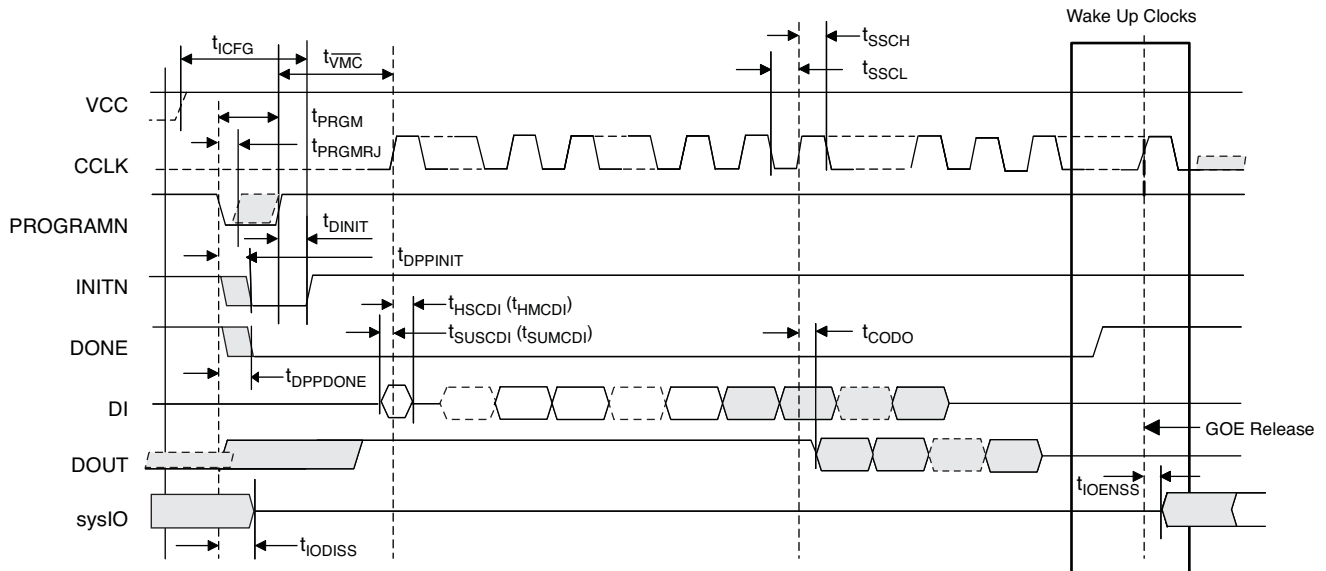 Wake Up Clocks
tICFG
tVMC
tSSCH
tSSCL
VCC
tPRGM
tPRGMRJ
CCLK
PROGRAMN
tDINIT
tDPPINIT
INITN
tHSCDI (tHMCDI)
tSUSCDI (tSUMCDI)
tCODO
DONE
tDPPDONE
DI
GOE Release
DOUT
tIOENSS
sysIO
tIODISS